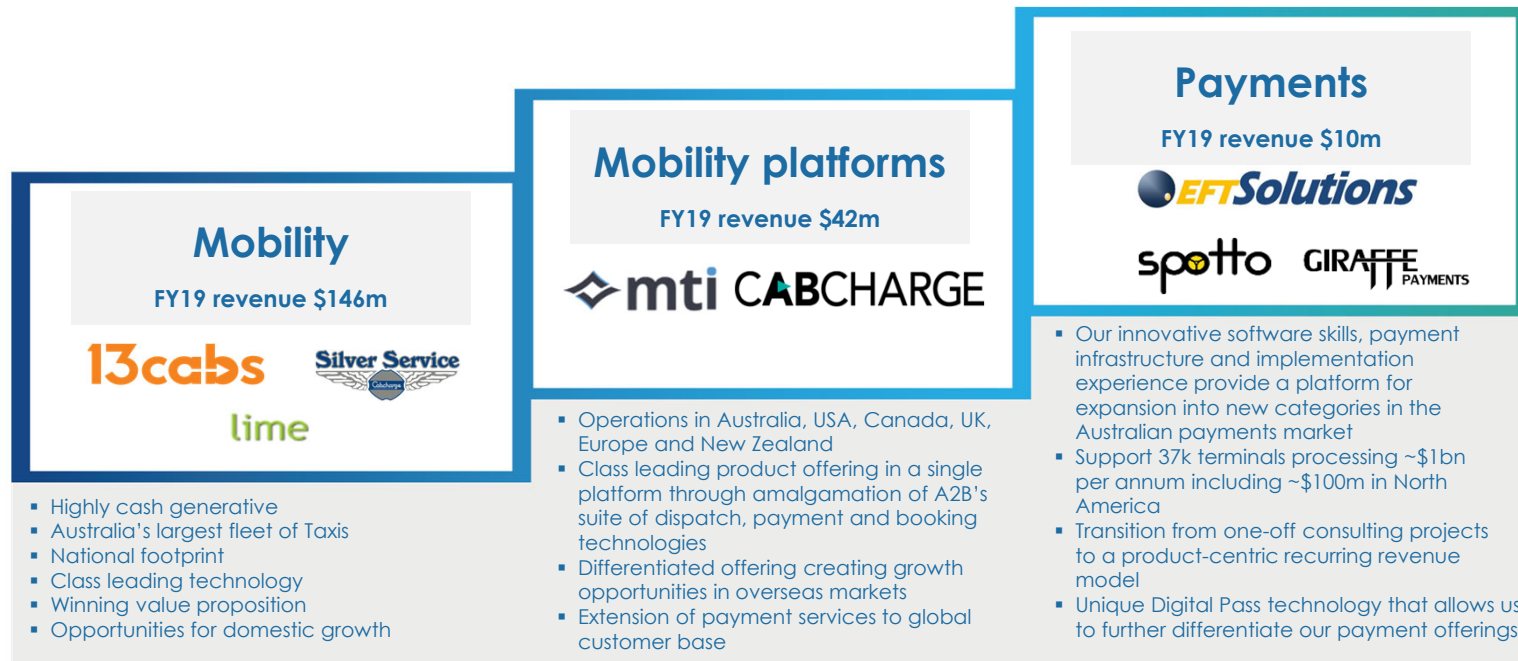 Mobility
FY19 revenue $146m
13cabs
Silver Service
Cabcharge
lime
▪ Highly cash generative
▪ Australia's largest fleet of Taxis
▪ National footprint
▪ Class leading technology
▪ Winning value proposition
▪ Opportunities for domestic growth
Mobility platforms
FY19 revenue $42m
mti CABCHARGE
▪ Operations in Australia, USA, Canada, UK,
Europe and New Zealand
▪ Class leading product offering in a single
platform through amalgamation of A2B's
suite of dispatch, payment and booking
technologies
▪ Differentiated offering creating growth
opportunities in overseas markets
▪ Extension of payment services to global
customer base
Payments
FY19 revenue $10m
EFTSolutions
spotto
GIRAFFE
PAYMENTS
▪ Our innovative software skills, payment
infrastructure and implementation
experience provide a platform for
expansion into new categories in the
Australian payments market
▪ Support 37k terminals processing ~$1bn
per annum including ~$100m in North
America
▪ Transition from one-off consulting projects
to a product-centric recurring revenue
model
▪ Unique Digital Pass technology that allows us
to further differentiate our payment offerings